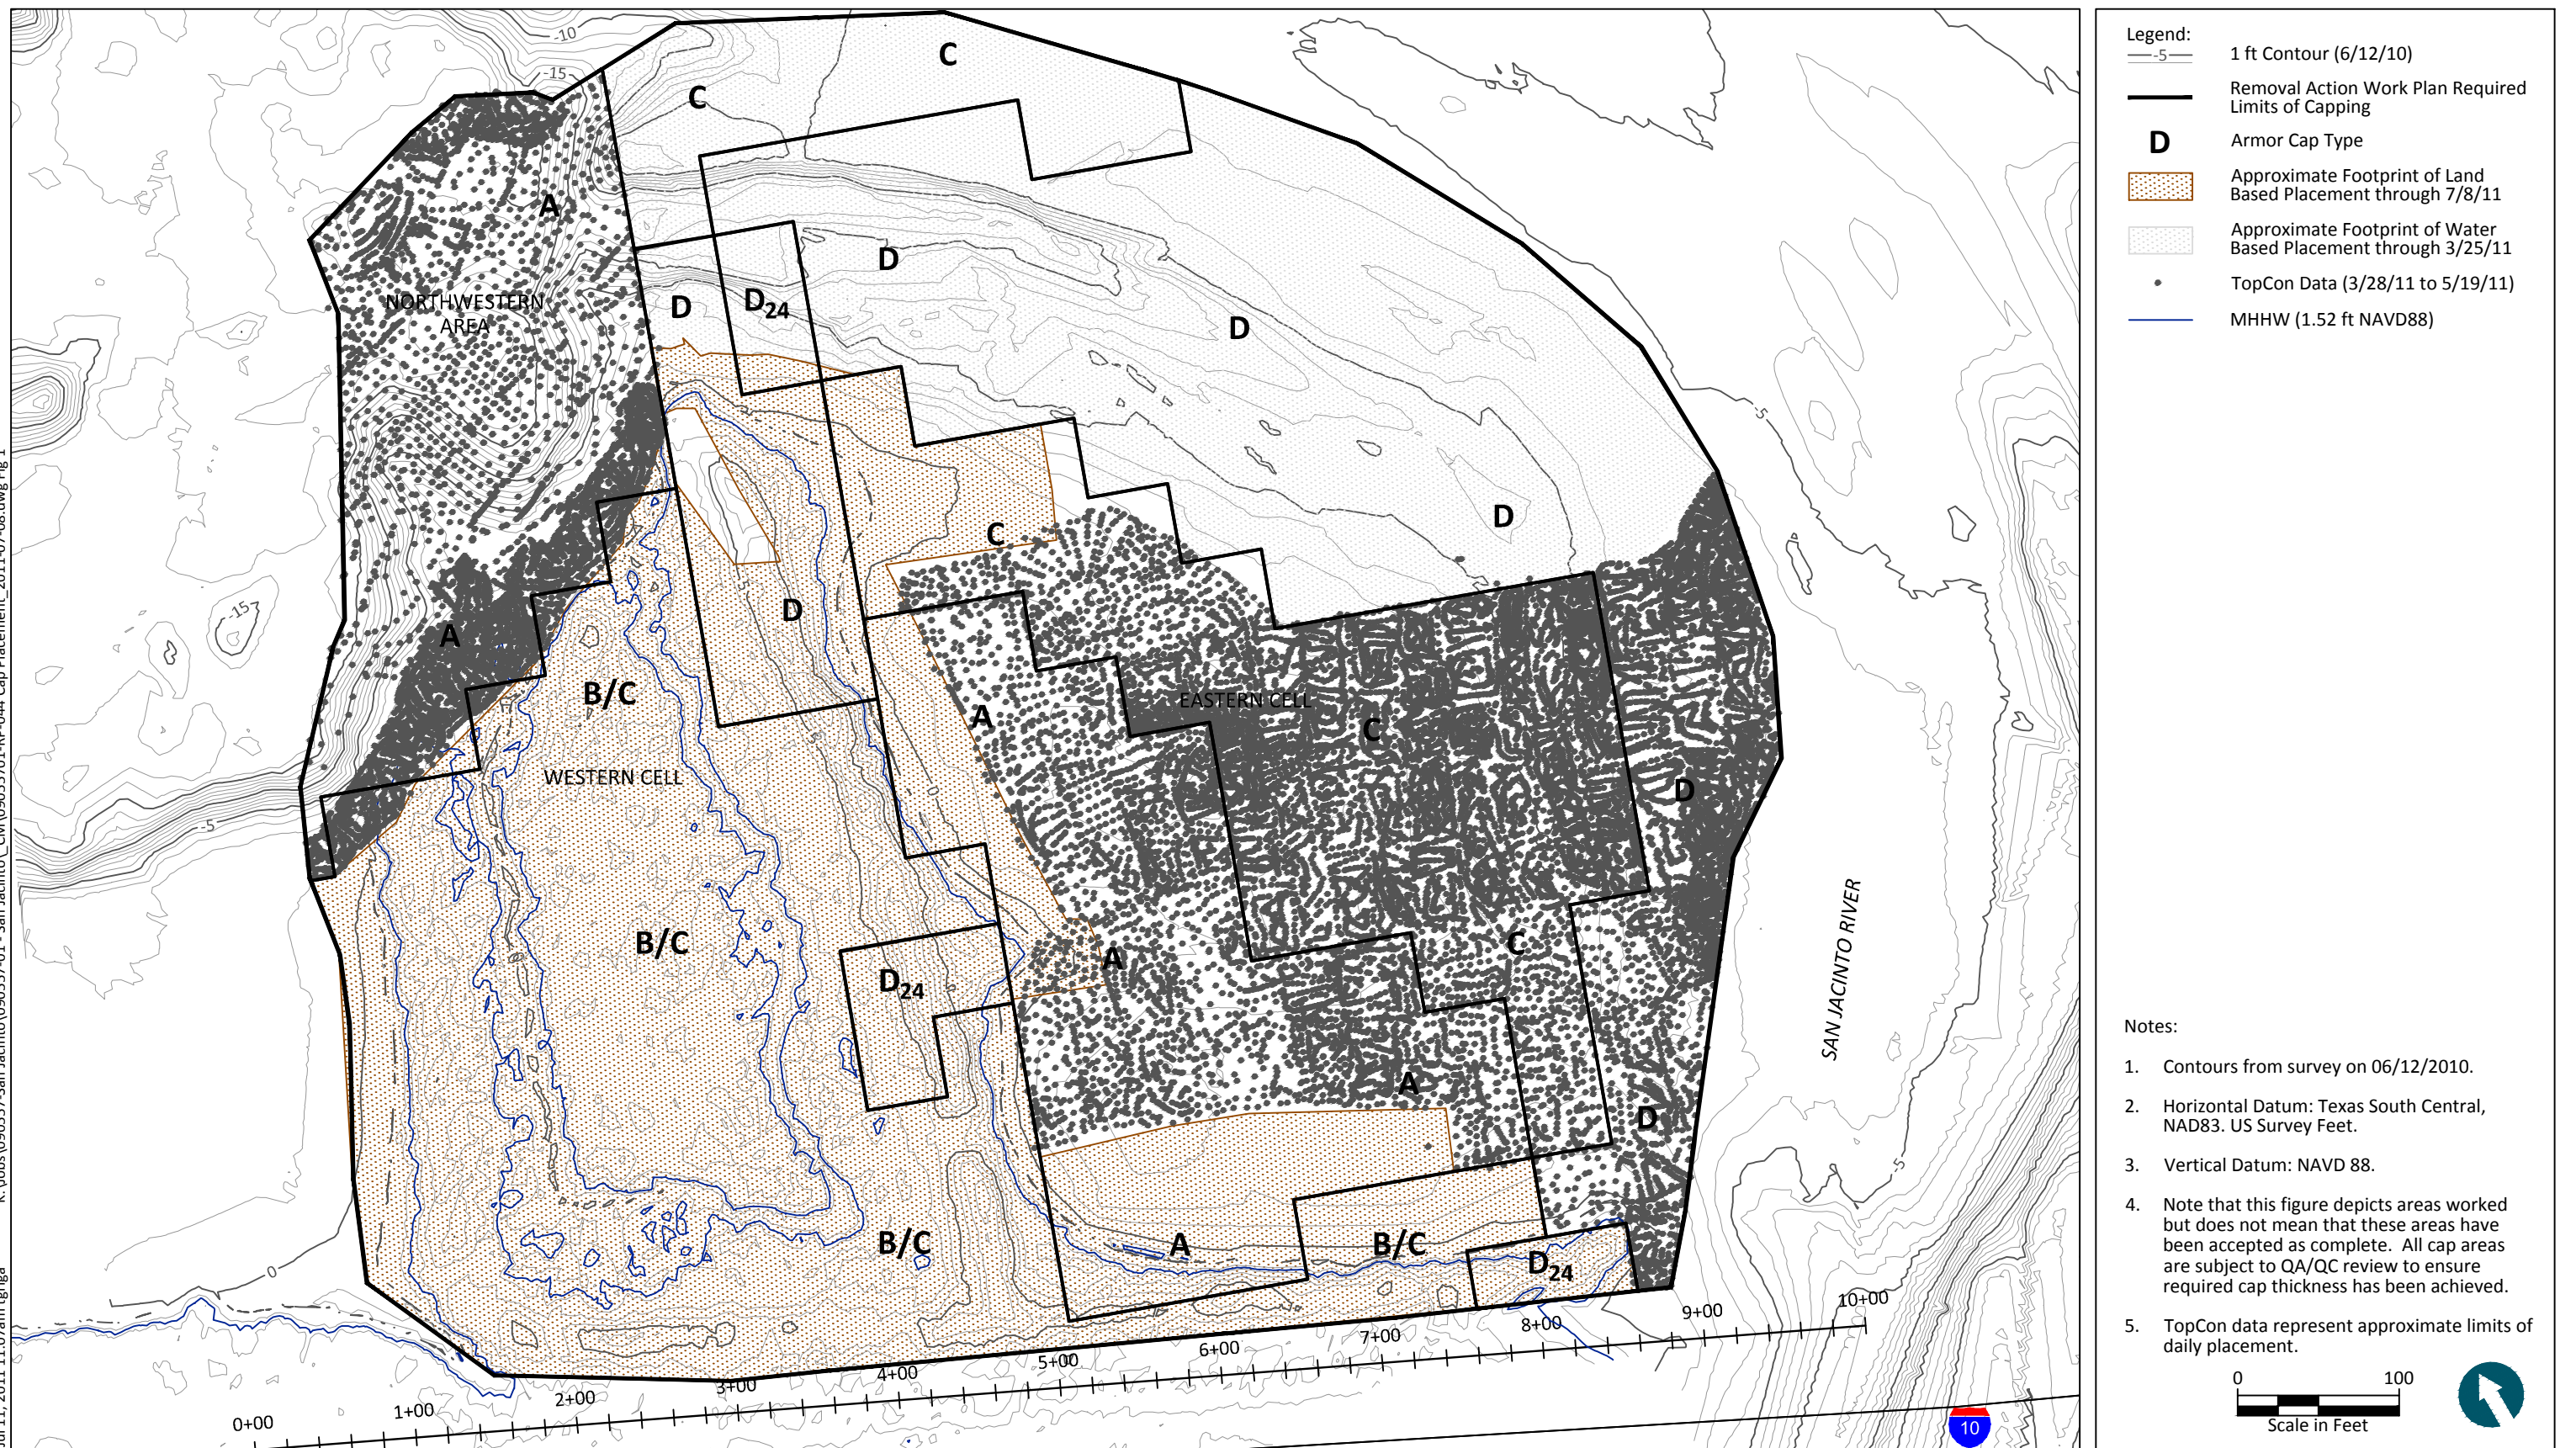 -10
-15
C
C
A
NORTHWESTERN
AREA
D
D
D24
D
-5
D
C
-15
A
D
B/C
A
EASTERN CELL
C
WESTERN CELL
D
-5
0
B/C
D24
A
C
SAN JACINTO RIVER
A
D
-5
B/C
A
B/C
D24
0
0+00
1+00
2+00
3+00
4+00
5+00
6+00
7+00
8+00
9+00
10+00
10
Legend:
-5
1 ft Contour (6/12/10)
Removal Action Work Plan Required
Limits of Capping
D
Armor Cap Type
Approximate Footprint of Land
Based Placement through 7/8/11
Approximate Footprint of Water
Based Placement through 3/25/11
TopCon Data (3/28/11 to 5/19/11)
MHHW (1.52 ft NAVD88)
Notes:
1. Contours from survey on 06/12/2010.
2. Horizontal Datum: Texas South Central,
NAD83. US Survey Feet.
3. Vertical Datum: NAVD 88.
4. Note that this figure depicts areas worked
but does not mean that these areas have
been accepted as complete. All cap areas
are subject to QA/QC review to ensure
required cap thickness has been achieved.
5. TopCon data represent approximate limits of
daily placement.
0 100
Scale in Feet